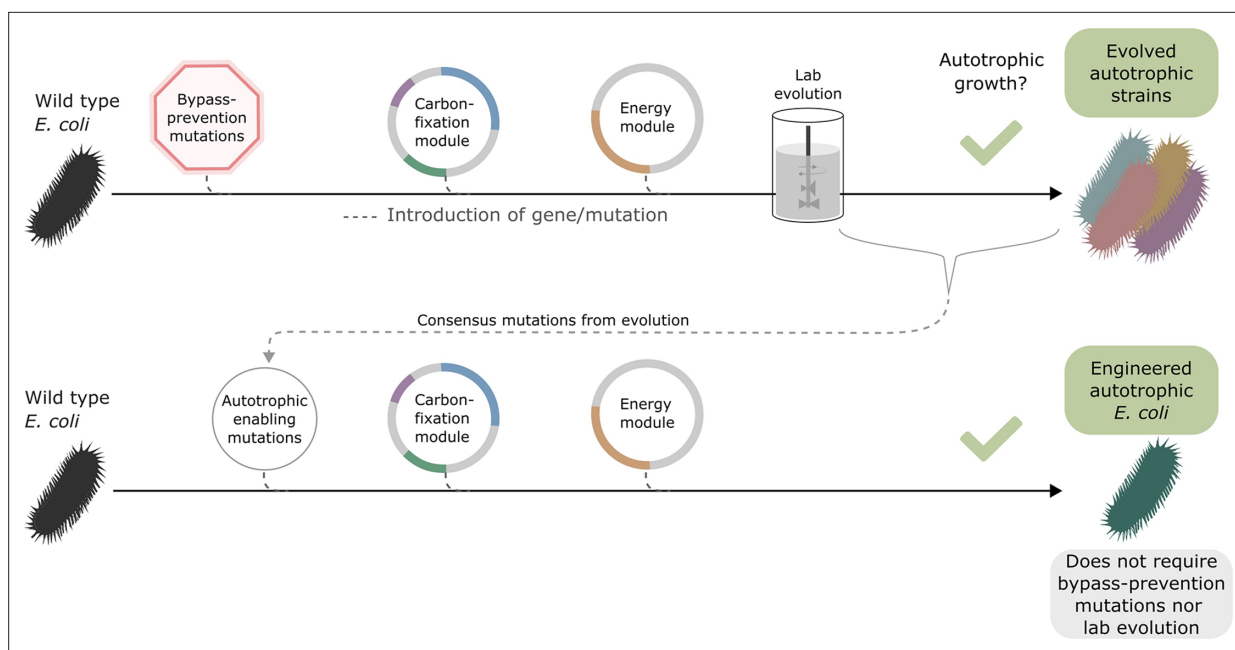 Wild type
E. coli
Bypass-
prevention
mutations
Carbon-
fixation
module
Energy
module
Lab
evolution
Autotrophic
growth?
Evolved
autotrophic
strains
Introduction of gene/mutation
Consensus mutations from evolution
Wild type
E. coli
Autotrophic
enabling
mutations
Carbon-
fixation
module
Energy
module
Engineered
autotrophic
E. coli
Does not require
bypass-prevention
mutations nor
lab evolution